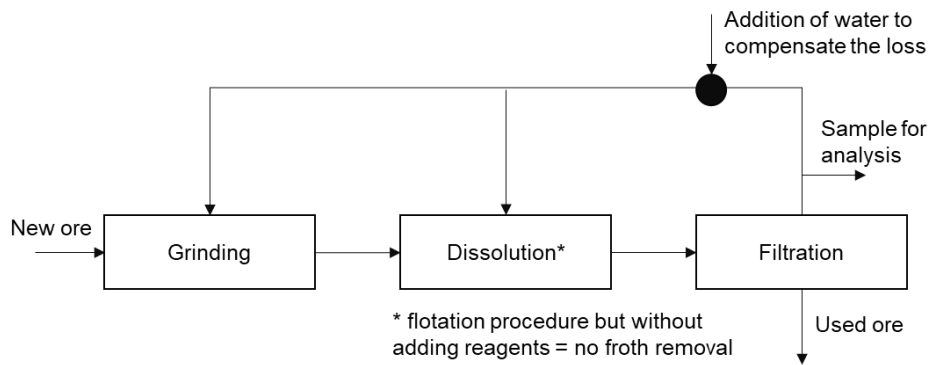 Addition of water to
compensate the loss
Sample for
analysis
New ore
Grinding
Dissolution*
Filtration
* flotation procedure but without
adding reagents = no froth removal
Used ore